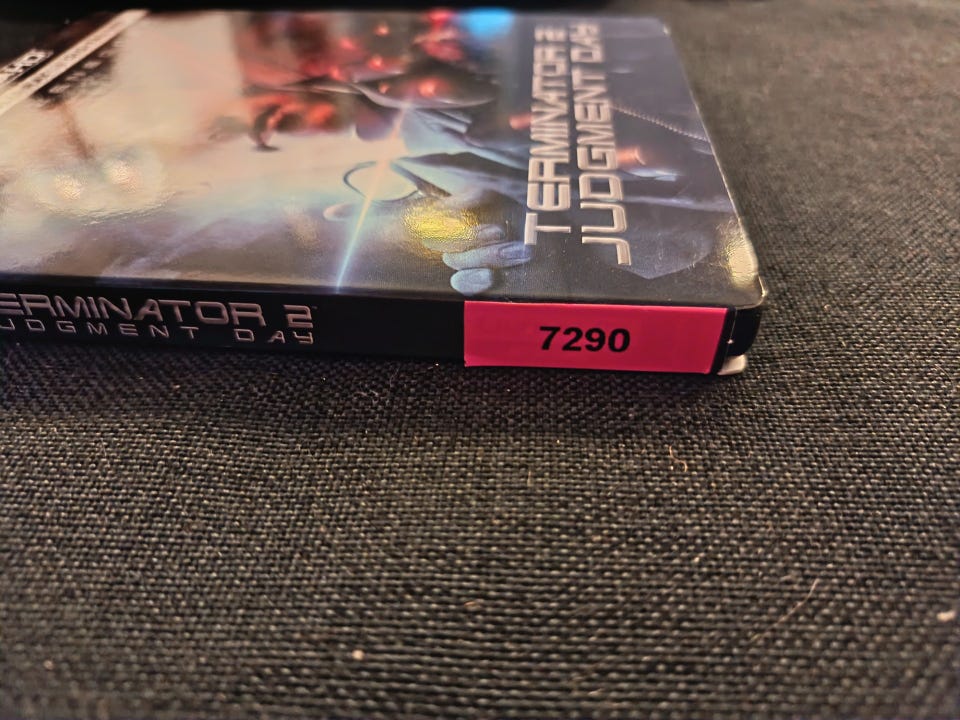 TERMINATOR 2
JUDGMENT DAY
ERMINATOR 2
UDGMENT DAY
7290